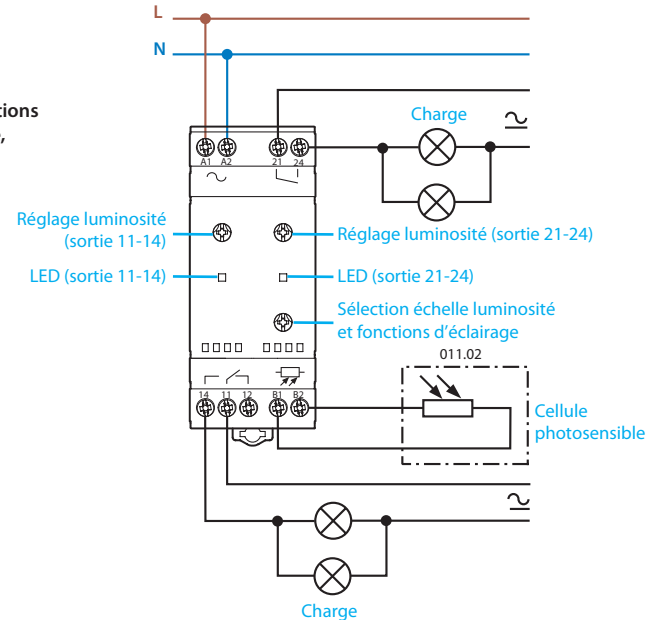 L
N
tions
,
Charge
A1 A2 21 24
Réglage luminosité
(sortie 11-14)
Réglage luminosité (sortie 21-24)
LED (sortie 11-14)
LED (sortie 21-24)
Sélection échelle luminosité
et fonctions d’éclairage
011.02
14 11 12 B1 B2
Cellule
photosensible
Charge